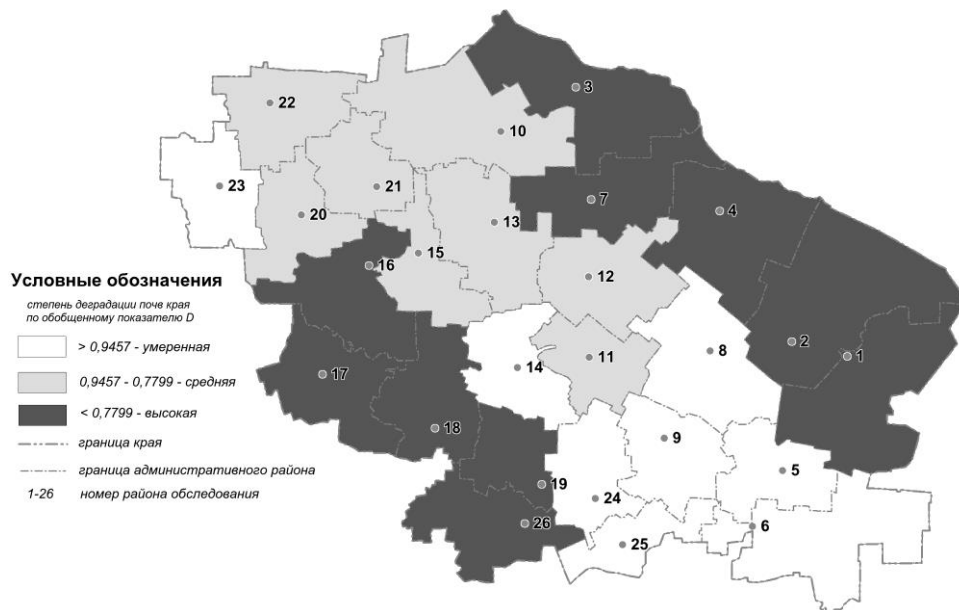 3
22
10
23
21
7
4
20
13
15
16
12
Условные обозначения
степень деградации почв края
по обобщенному показателю D
> 0,9457 - умеренная
0,9457 - 0,7799 - средняя
< 0,7799 - высокая
граница края
граница административного района
1-26 номер района обследования
2
1
8
11
14
17
18
9
5
19
24
26
6
25